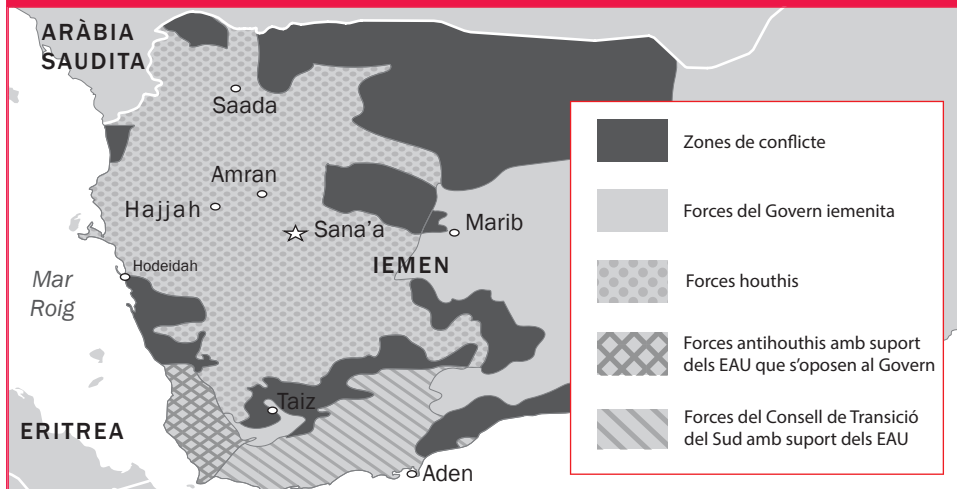 ARÀBIA
SAUDITA
Saada
Amran
Hajjah
Sana’a
Marib
Hodeidah
IEMEN
Mar
Roig
Taiz
ERITREA
Aden
Zones de conflicte
Forces del Govern iemenita
Forces houthis
Forces antihouthis amb suport
dels EAU que s’oposen al Govern
Forces del Consell de Transició
del Sud amb suport dels EAU